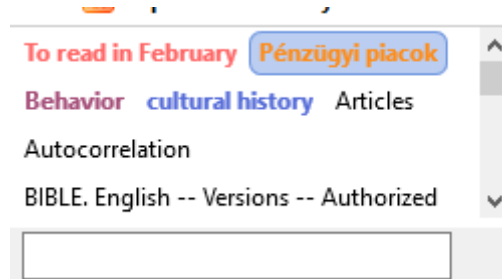 To read in February Pénzügyi piacok
Behavior cultural history Articles
Autocorrelation
BIBLE. English -- Versions -- Authorized